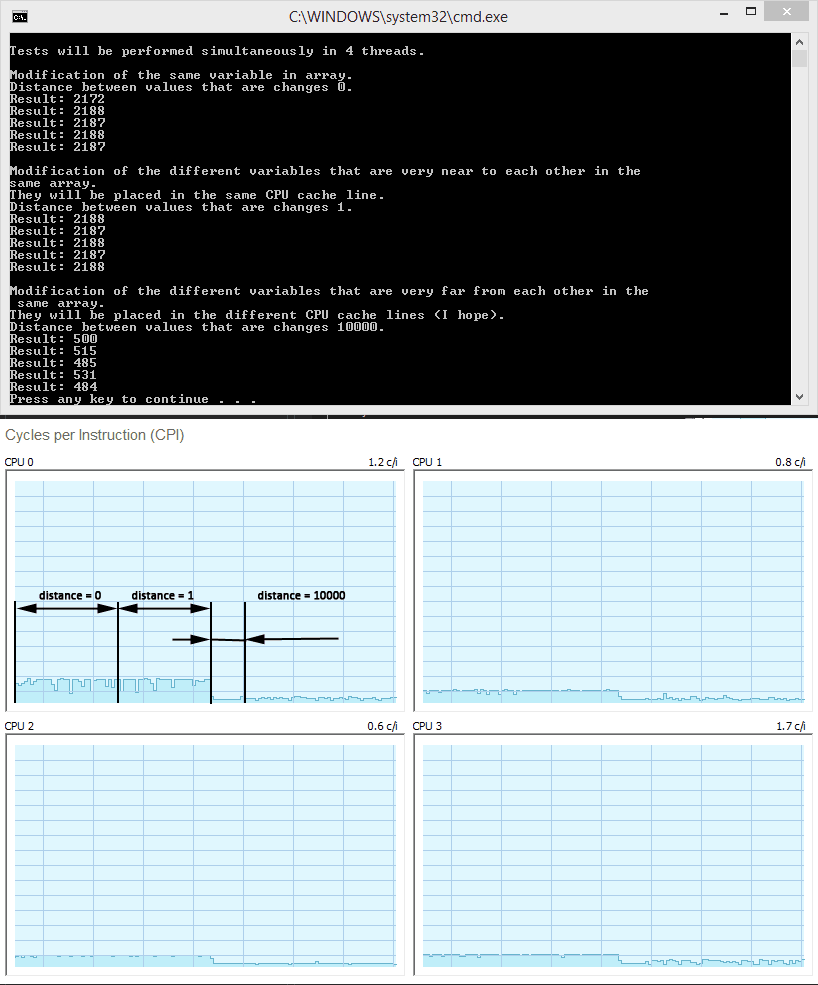 C:\WINDOWS\system32\cmd.exe
Tests will be performed simultaneously in 4 threads.
Modification of the same variable in array.
Distance between values that are changes 0.
Result: 2172
Result: 2188
Result: 2187
Result: 2188
Result: 2187
Modification of the different variables that are very near to each other in the
same array.
They will be placed in the same CPU cache line.
Distance between values that are changes 1.
Result: 2188
Result: 2187
Result: 2188
Result: 2187
Result: 2188
Modification of the different variables that are very far from each other in the
same array.
They will be placed in the different CPU cache lines (I hope).
Distance between values that are changes 10000.
Result: 500
Result: 515
Result: 485
Result: 531
Result: 484
Press any key to continue . . .
Cycles per Instruction (CPI)
CPU 0 1.2 c/i
CPU 1 0.8 c/i
distance = 0 distance = 1 distance = 10000
CPU 2 0.6 c/i
CPU 3 1.7 c/i